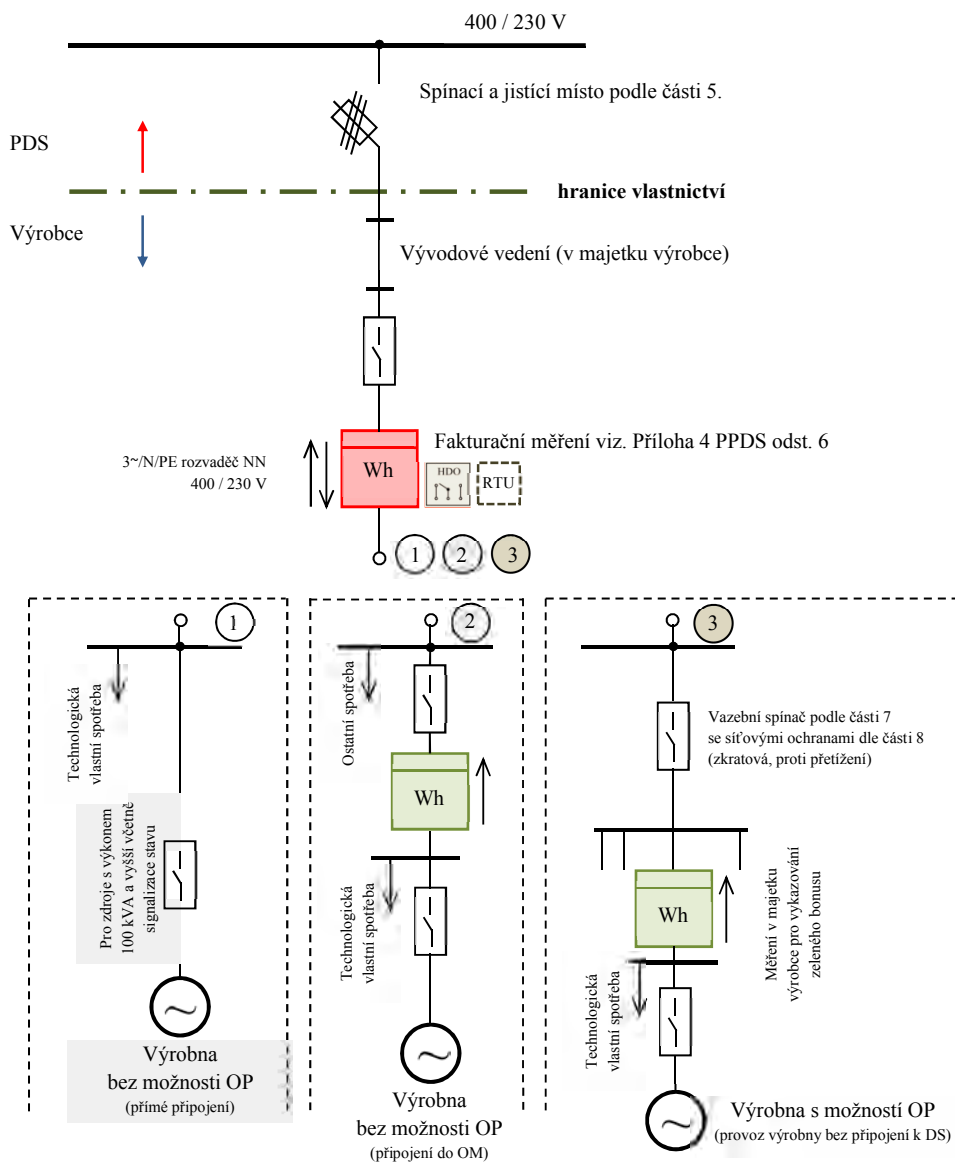 400 / 230 V
Spínací a jistící místo podle části 5.
PDS
hranice vlastnictví
Výrobce
Vývodové vedení (v majetku výrobce)
Fakturační měření viz. Příloha 4 PPDS odst. 6
3~/N/PE rozvaděč NN
400 / 230 V
Wh
HDO
RTU
1
2
3
1
Technologická
vlastní spotřeba
Pro zdroje s výkonem
100 kVA a vyšší včetně
signalizace stavu
Výrobna
bez možnosti OP
(přímé připojení)
2
Ostatní spotřeba
Wh
Technologická
vlastní spotřeba
Výrobna
bez možnosti OP
(připojení do OM)
3
Vazební spínač podle části 7
se síťovými ochranami dle části 8
(zkratová, proti přetížení)
Wh
Měření v majetku
výrobce pro vykazování
zeleného bonusu
Technologická
vlastní spotřeba
Výrobna s možností OP
(provoz výrobny bez připojení k DS)